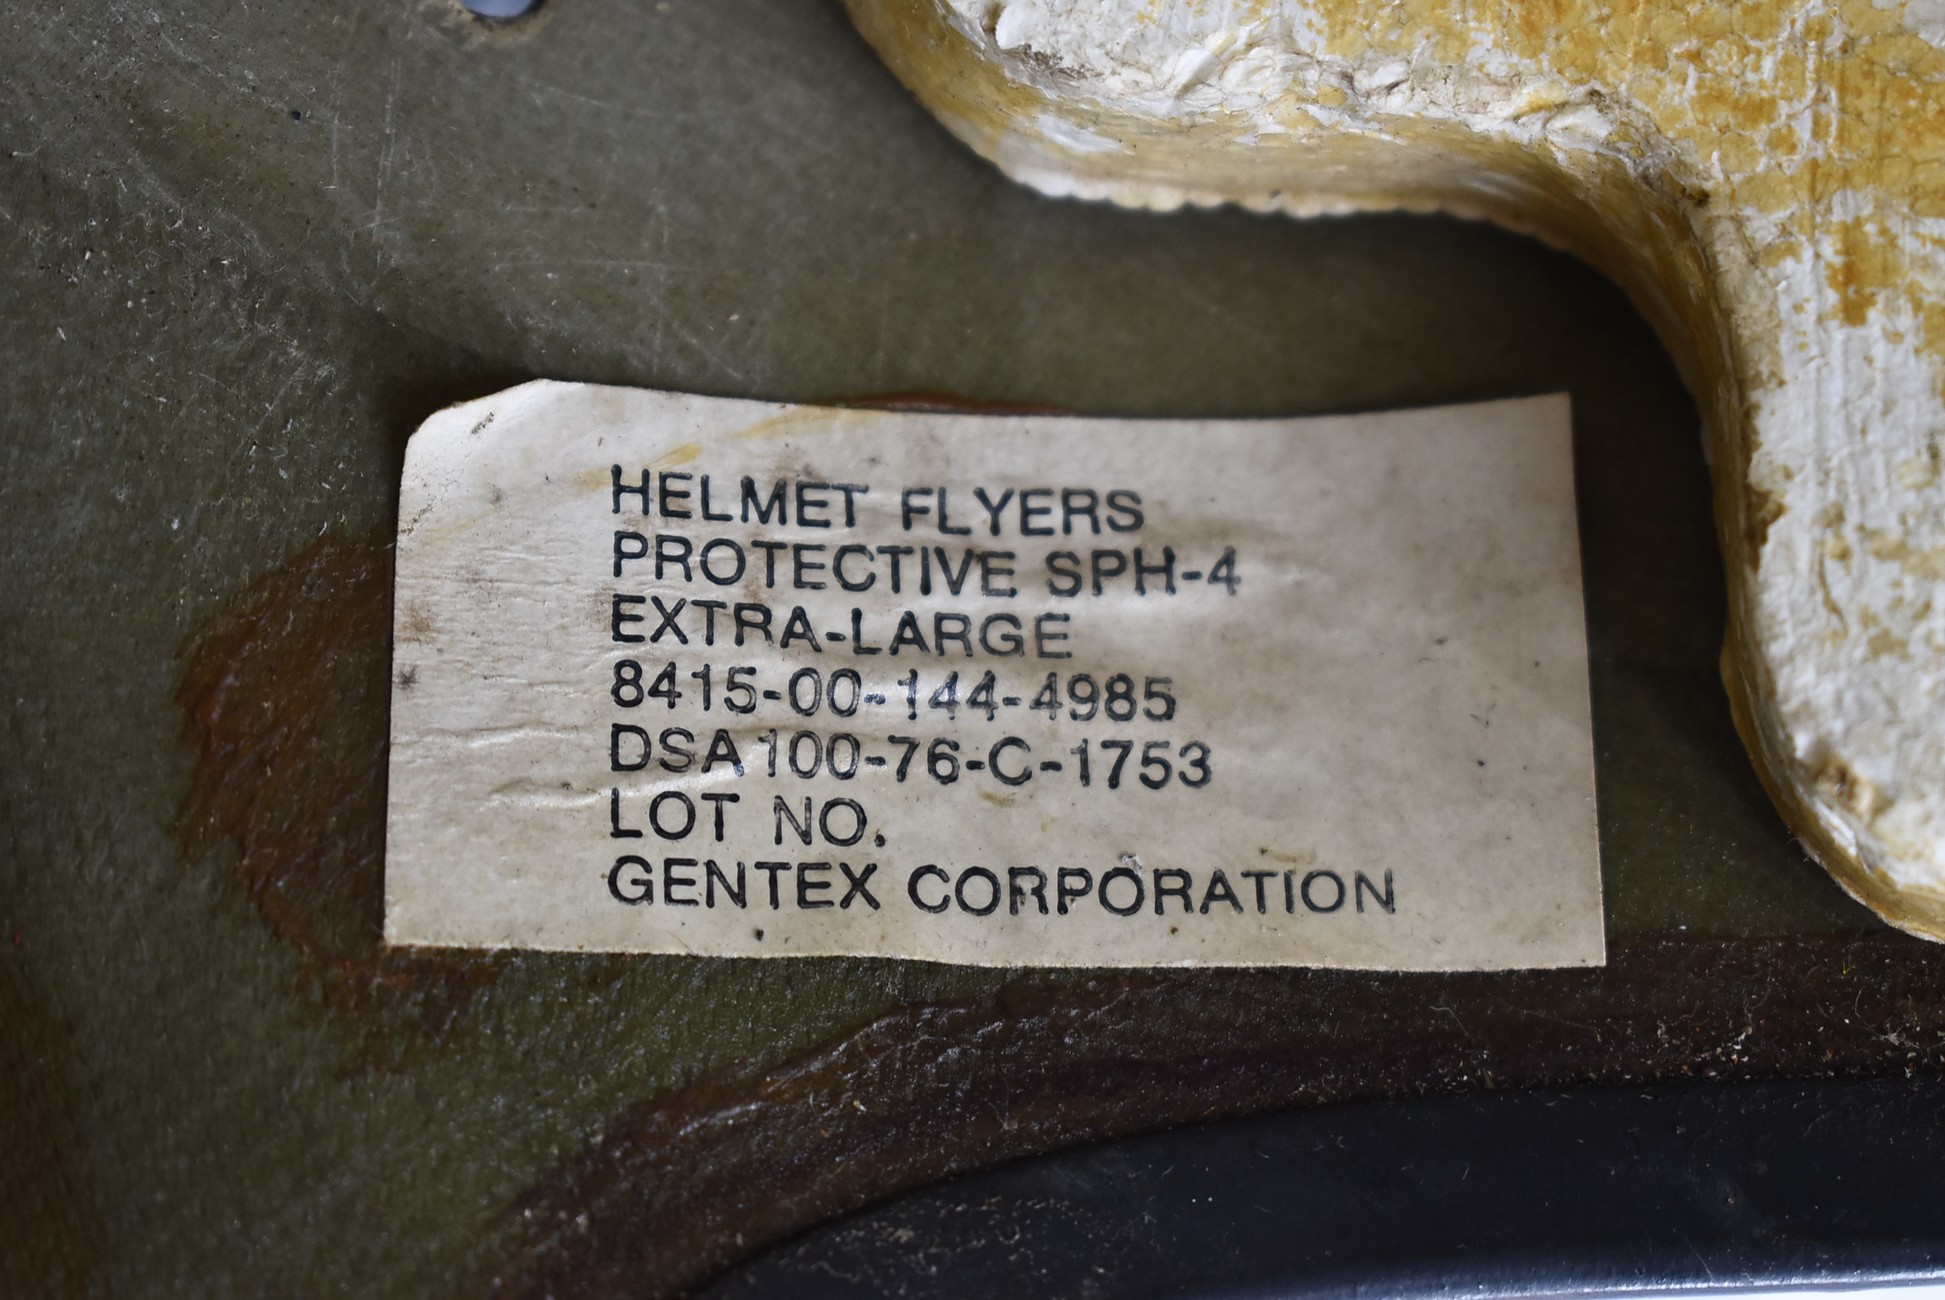 HELMET FLYERS
PROTECTIVE SPH-4
EXTRA-LARGE
8415-00-144-4985
DSA100-76-C-1753
LOT NO.
GENTEX CORPORATION